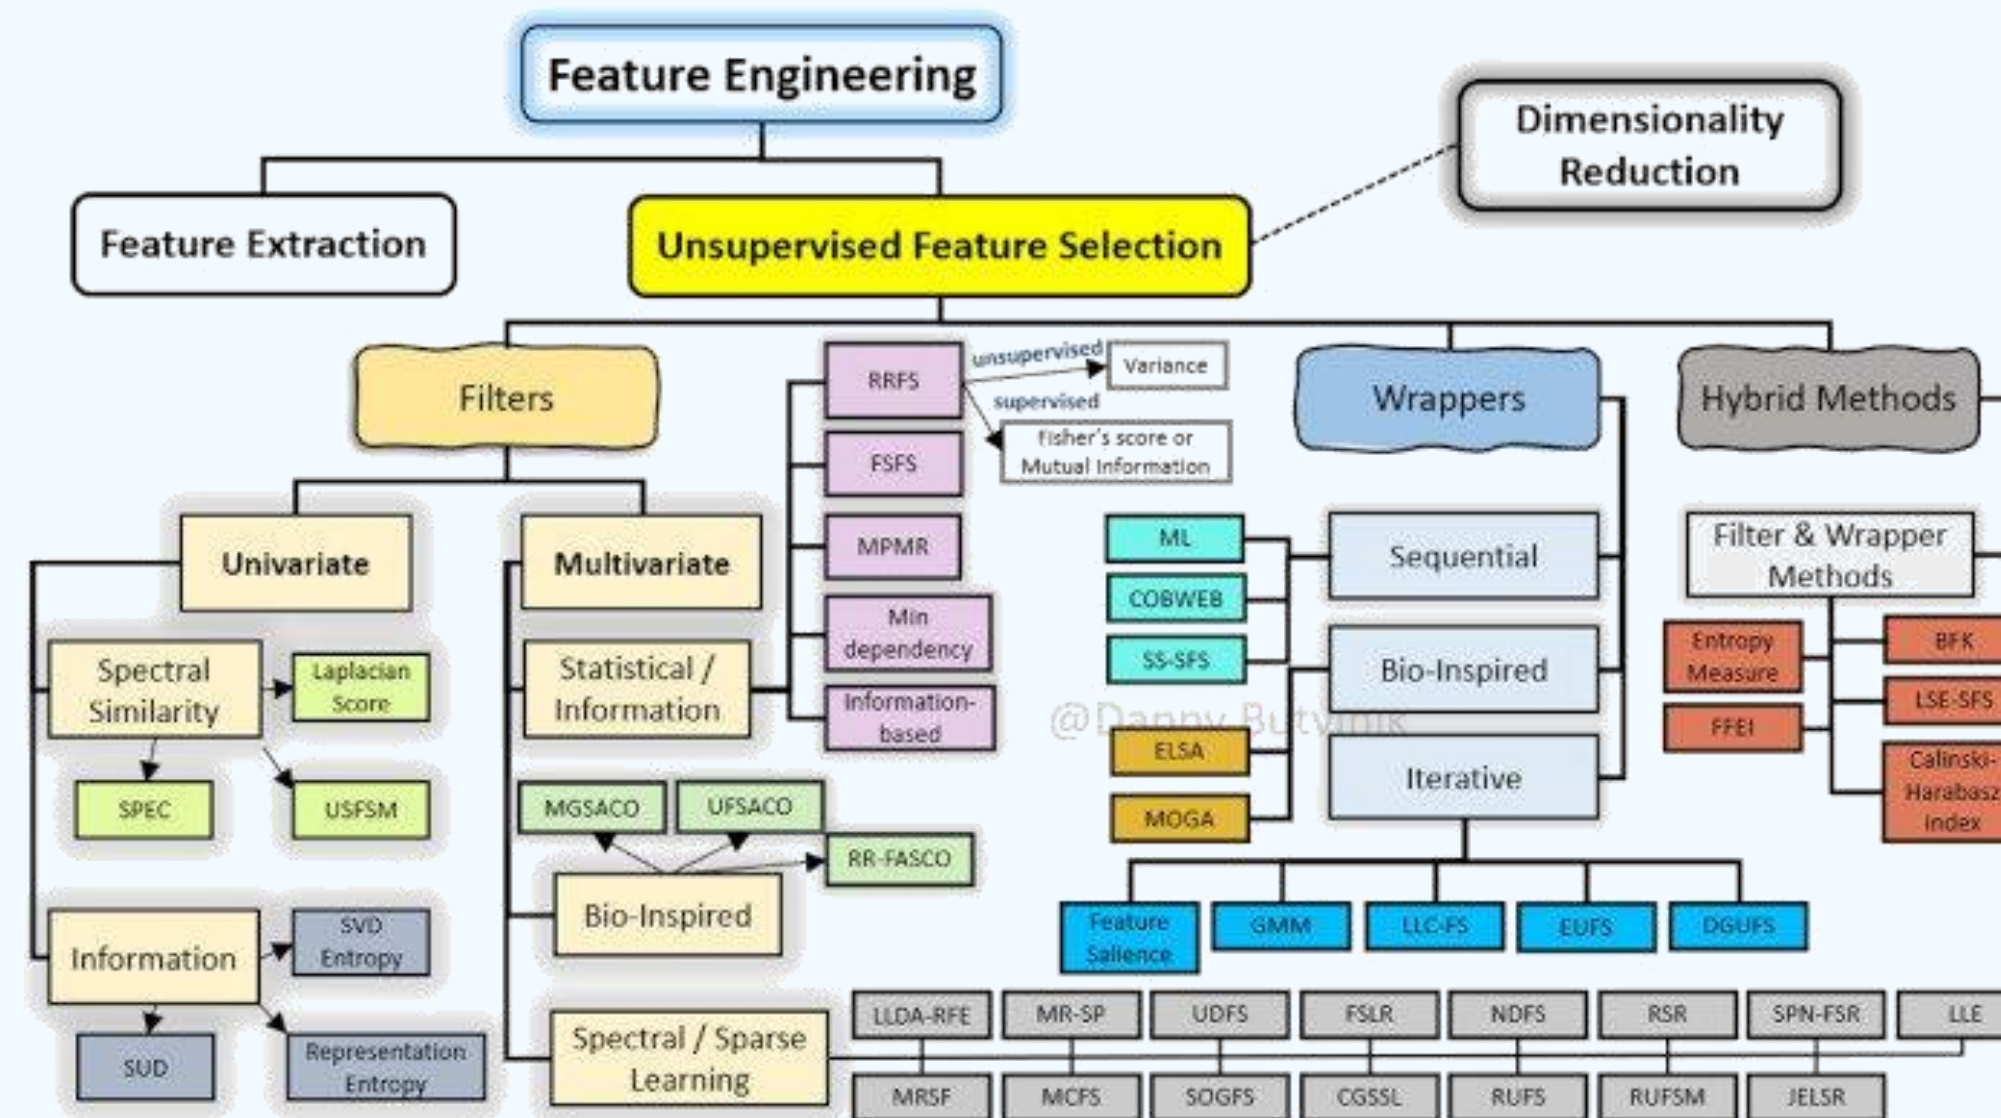 Feature Engineering
Dimensionality
Reduction
Feature Extraction
Unsupervised Feature Selection
Filters
RRFS
unsupervised
Variance
supervised
Fisher's score or
Mutual Information
Wrappers
Hybrid Methods
FSFS
MPMR
Min
dependency
Information-
based
Univariate
Multivariate
Spectral
Similarity
Laplacian
Score
SPEC
USFSM
Statistical /
Information
MGSACO
UFSACO
RR-FASCO
Bio-Inspired
Information
SVD
Entropy
SUD
Representation
Entropy
Spectral / Sparse
Learning
ML
COBWEB
SS-SFS
Sequential
Bio-Inspired
Iterative
@Danny Butvinik
ELSA
MOGA
Filter & Wrapper
Methods
Entropy
Measure
FFEI
BFK
LSE-SFS
Calinski-
Harabasz
Index
Feature
Salience
GMM
LLC-FS
EUFS
DGUFS
LLDA-RFE
MR-SP
UDFS
FSLR
NDFS
RSR
SPN-FSR
LLE
MRSF
MCFS
SOGFS
CGSSL
RUFS
RUFSM
JELSR